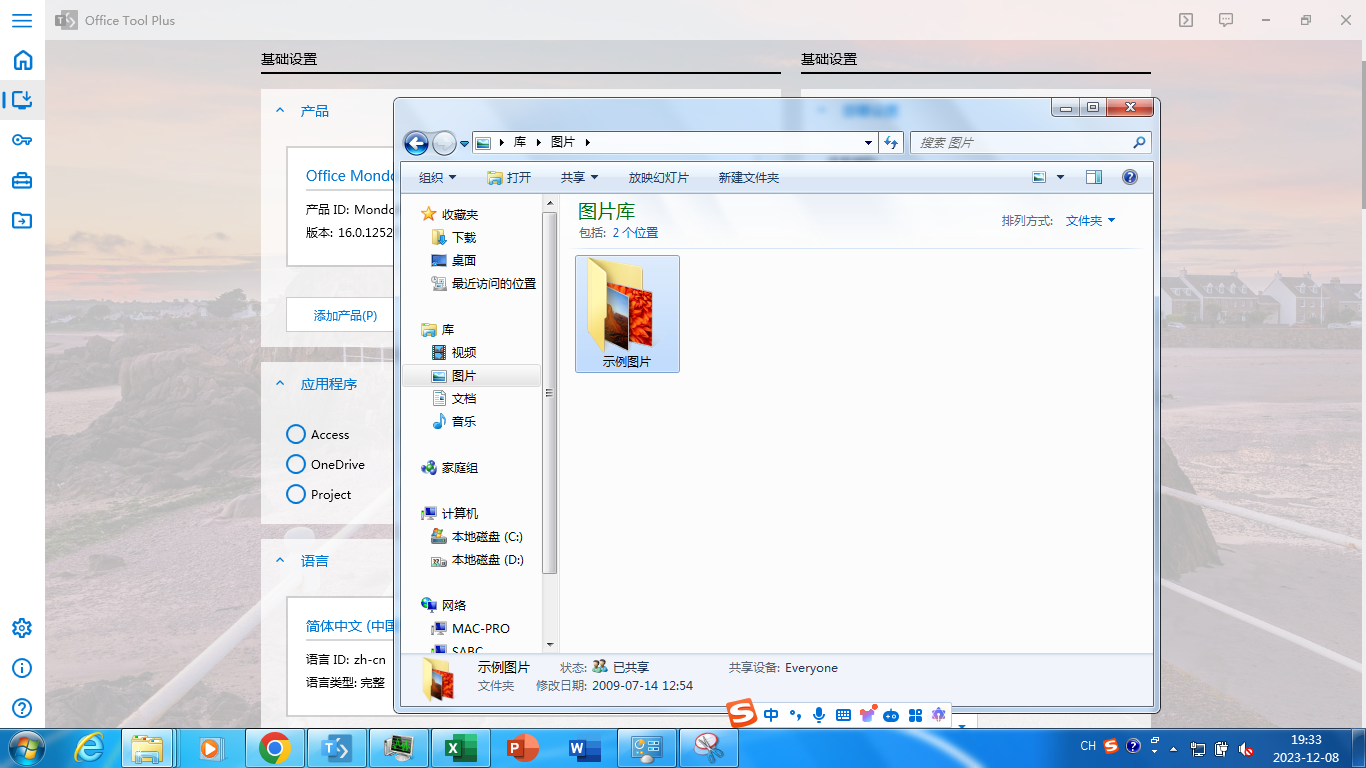 Office Tool Plus
基础设置
基础设置
产品
Office Mondo
产品 ID: Mondo
版本: 16.0.1252
添加产品(P)
应用程序
Access
OneDrive
Project
语言
简体中文 (中国
语言 ID: zh-cn
语言类型: 完整
库
图片
搜索 图片
组织
打开
共享
放映幻灯片
新建文件夹
收藏夹
下载
桌面
最近访问的位置
库
视频
图片
文档
音乐
家庭组
计算机
本地磁盘 (C:)
本地磁盘 (D:)
网络
MAC-PRO
SABC
图片库
包括: 2 个位置
排列方式: 文件夹
示例图片
示例图片 状态: 已共享 共享设备: Everyone
文件夹 修改日期: 2009-07-14 12:54
中
CH
19:33
2023-12-08